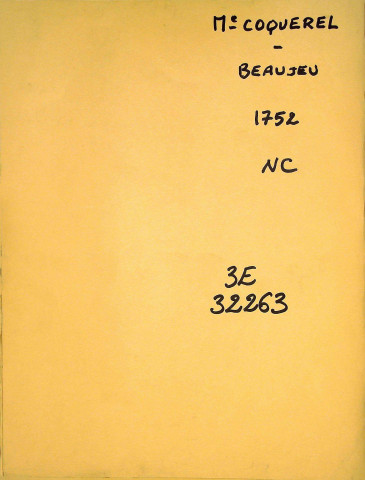 Me COQUEREL
-
BEAUJEU
1752
NC
3E
32263